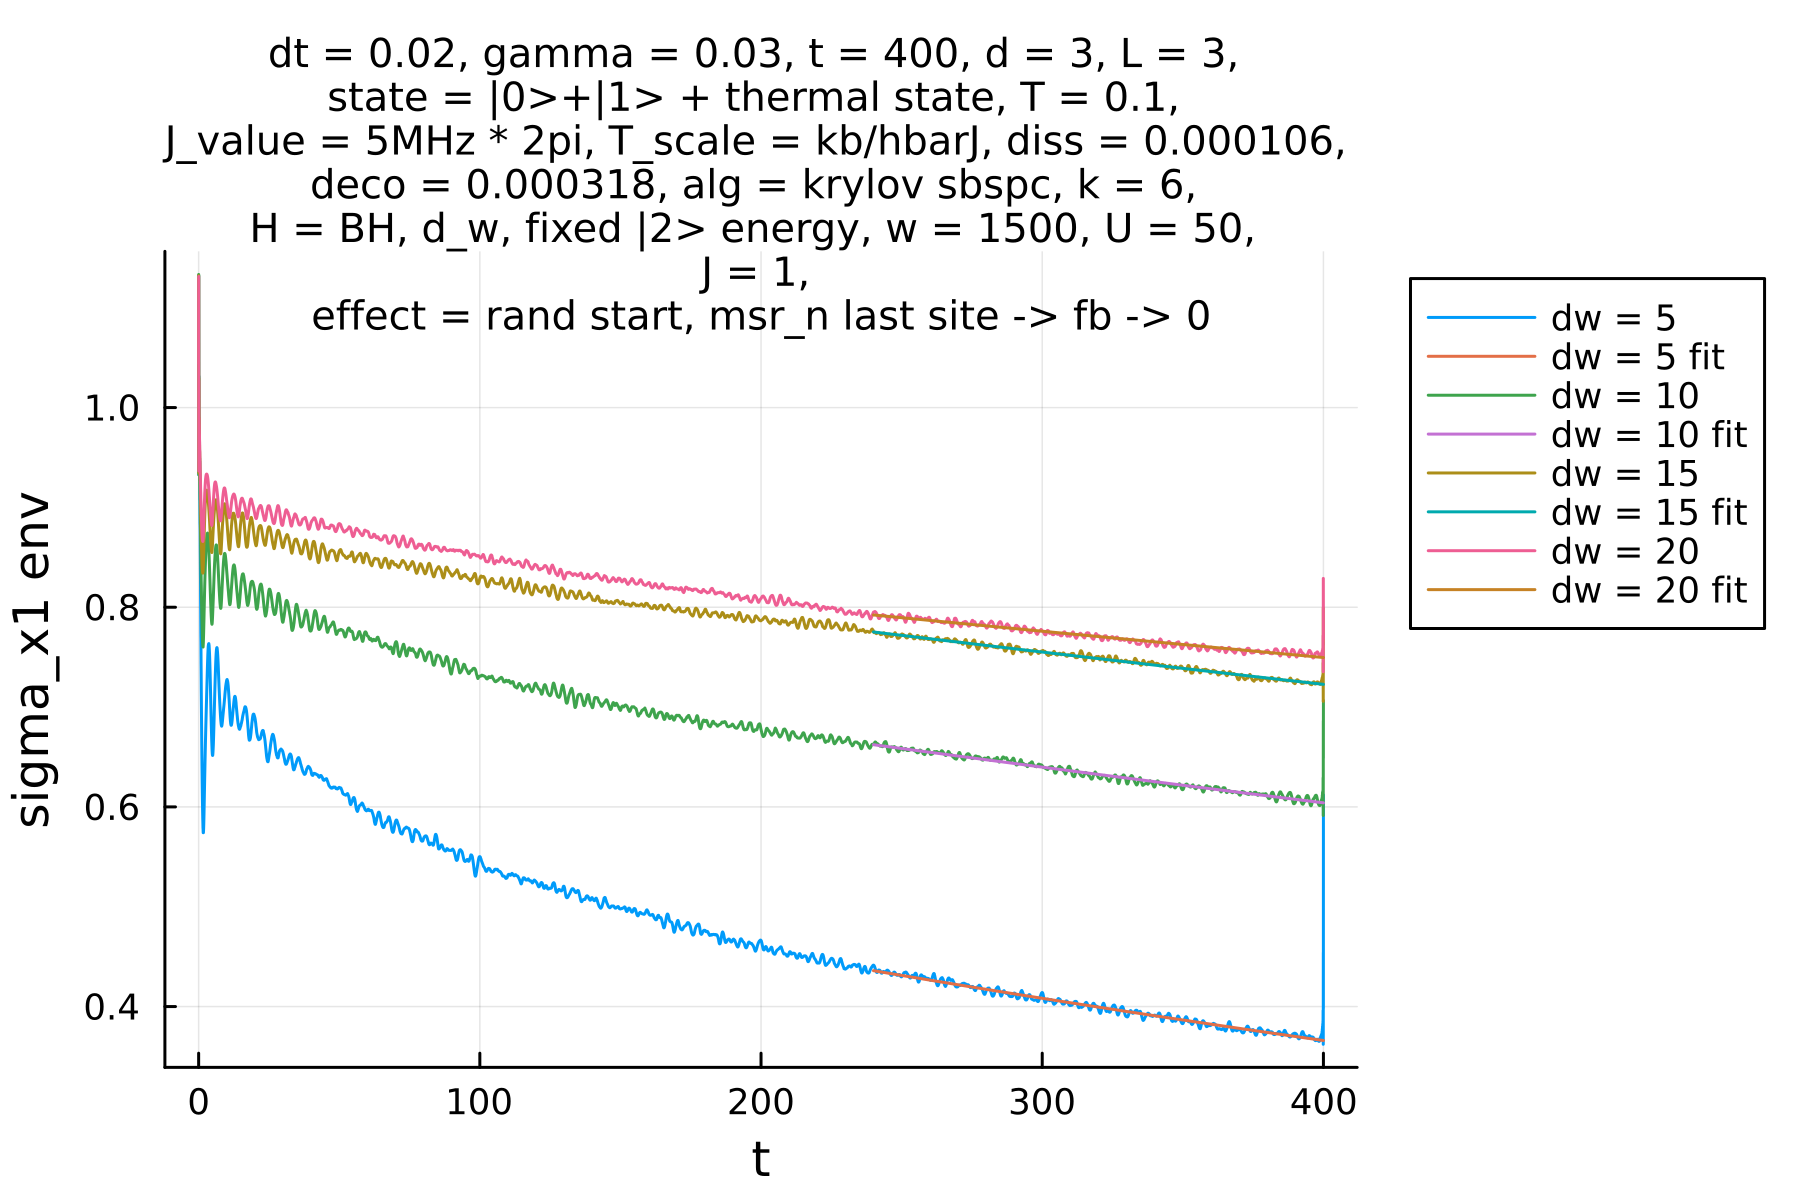 dt = 0.02, gamma = 0.03, t = 400, d = 3, L = 3,
state = |0>+|1> + thermal state, T = 0.1,
J_value = 5MHz * 2pi, T_scale = kb/hbarJ, diss = 0.000106,
deco = 0.000318, alg = krylov sbspc, k = 6,
H = BH, d_w, fixed |2> energy, w = 1500, U = 50,
J = 1,
effect = rand start, msr_n last site -> fb -> 0
sigma_x1 env
1.0
0.8
0.6
0.4
0
100
200
300
400
t
dw = 5
dw = 5 fit
dw = 10
dw = 10 fit
dw = 15
dw = 15 fit
dw = 20
dw = 20 fit